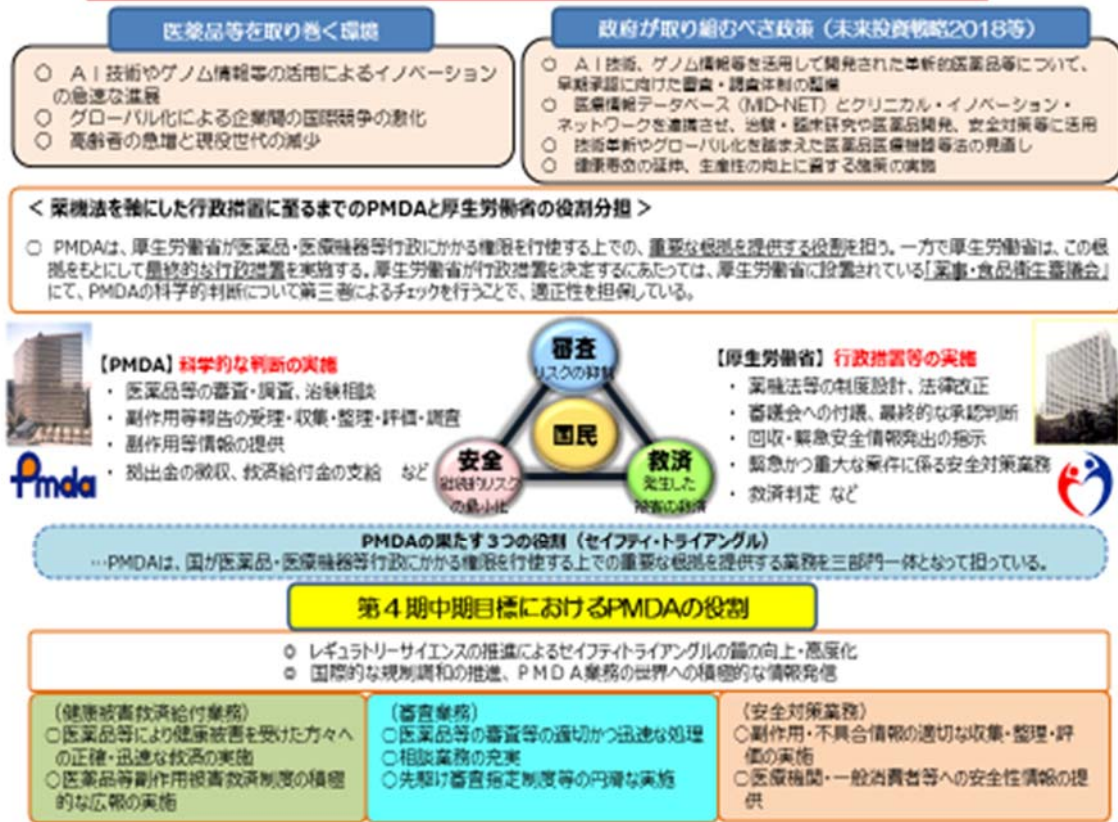 医薬品等を取り巻く環境
○ AI技術やゲノム情報等の活用によるイノベーション
の急速な進展
○ グローバル化による企業間の国際競争の激化
○ 高齢者の急増と現役世代の減少
政府が取り組むべき政策(未来投資戦略2018等)
○ AI技術、ゲノム情報等を活用して開発された革新的医薬品等について、
早期承認に向けた審査・調査体制の整備
○ 医療情報データベース(MID-NET)とクリニカル・イノベーション・
ネットワークを連携させ、治験・臨床研究や医薬品開発、安全対策等に活用
○ 技術革新やグローバル化を踏まえた医薬品医療機器等法の見直し
○ 健康寿命の延伸、生産性の向上に資する施策の実施
< 薬機法を軸にした行政措置に至るまでのPMDAと厚生労働省の役割分担 >
○ PMDAは、厚生労働省が医薬品・医療機器等行政にかかる権限を行使する上での、重要な根拠を提供する役割を担う。一方で厚生労働省は、この根
拠をもとにして最終的な行政措置を実施する。厚生労働省が行政措置を決定するにあたっては、厚生労働省に設置されている「薬事・食品衛生審議会」
にて、PMDAの科学的判断について第三者によるチェックを行うことで、適正性を担保している。
【PMDA】科学的な判断の実施
・ 医薬品等の審査・調査、治験相談
・ 副作用等報告の受理・収集・整理・評価・調査
・ 副作用等情報の提供
・ 拠出金の徴収、救済給付金の支給 など
Pmda
審査
リスクの抑制
国民
安全
継続的リスク
の最小化
救済
発生した
被害の救済
【厚生労働省】行政措置等の実施
・ 薬機法等の制度設計、法律改正
・ 審議会への付議、最終的な承認判断
・ 回収・緊急安全情報発出の指示
・ 緊急かつ重大な案件に係る安全対策業務
・ 救済判定 など
PMDAの果たす3つの役割(セイフティ・トライアングル)
…PMDAは、国が医薬品・医療機器等行政にかかる権限を行使する上での重要な根拠を提供する業務を三部門一体となって担っている。
第4期中期目標におけるPMDAの役割
◎ レギュラトリーサイエンスの推進によるセイフティトライアングルの質の向上・高度化
◎ 国際的な規制調和の推進、PMDA業務の世界への積極的な情報発信
(健康被害救済給付業務)
○医薬品等により健康被害を受けた方々へ
の正確・迅速な救済の実施
○医薬品等副作用被害救済制度の積極
的な広報の実施
(審査業務)
○医薬品等の審査等の適切かつ迅速な処理
○相談業務の充実
○先駆け審査指定制度等の円滑な実施
(安全対策業務)
○副作用・不具合情報の適切な収集・整理・評
価の実施
○医療機関・一般消費者等への安全性情報の提
供